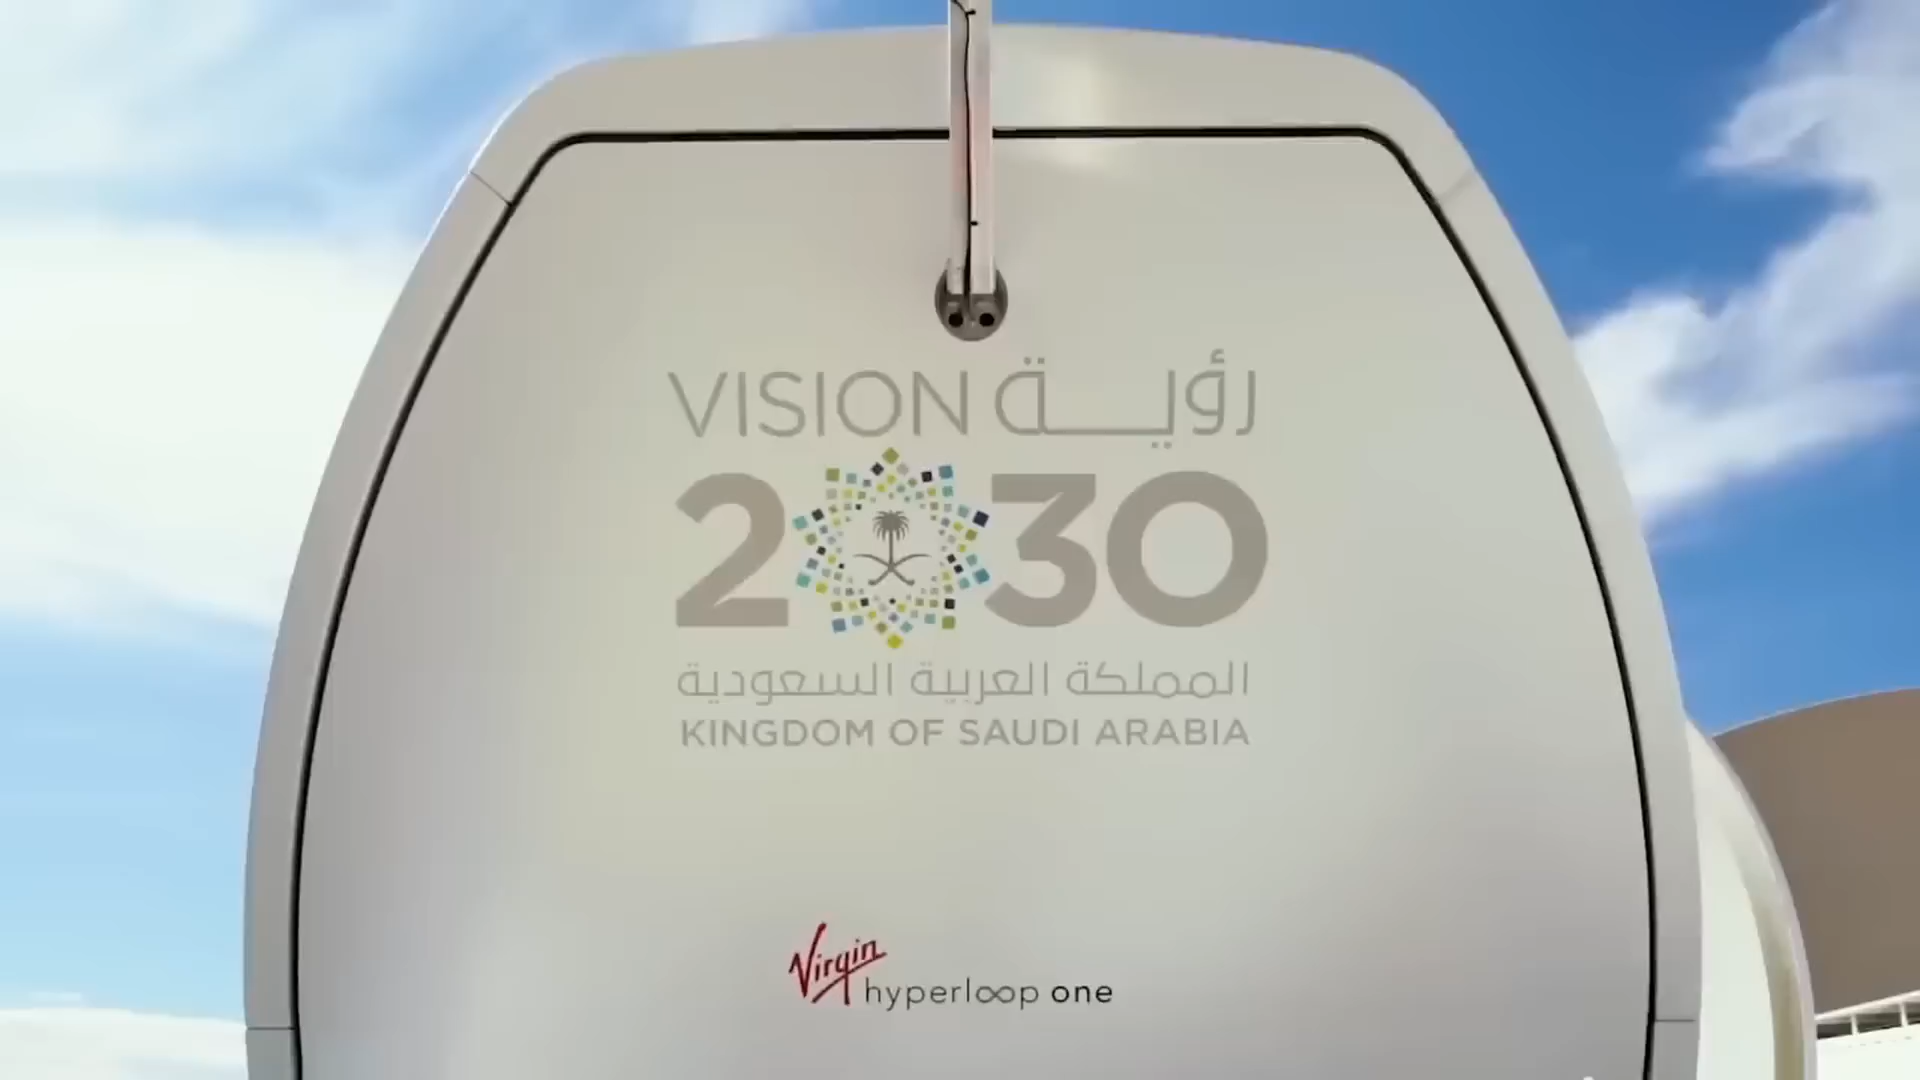 VISION رؤيـــة
2030
المملكة العربية السعودية
KINGDOM OF SAUDI ARABIA
Virgin
hyperloop one